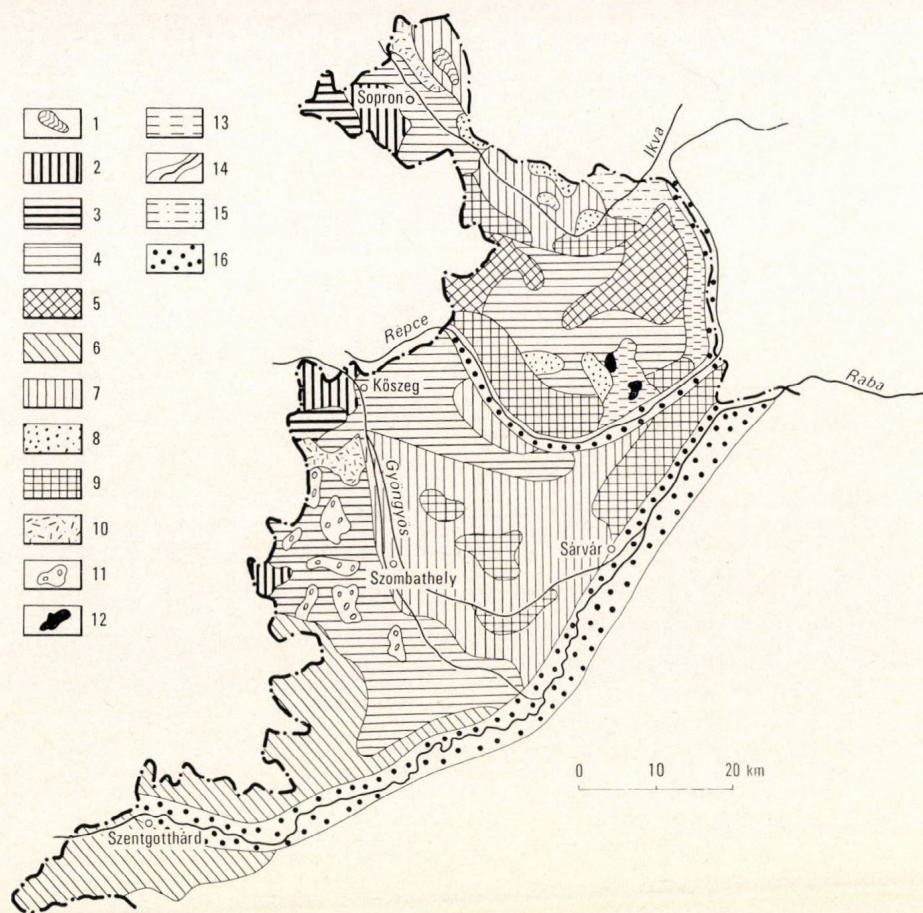 1
2
3
4
5
6
7
8
9
10
11
12
13
14
15
16
Sopron
Ikva
Répce
Kőszeg
Raba
Gyöngyös
Sárvár
Szombathely
0 10 20 km
Szentgotthárd